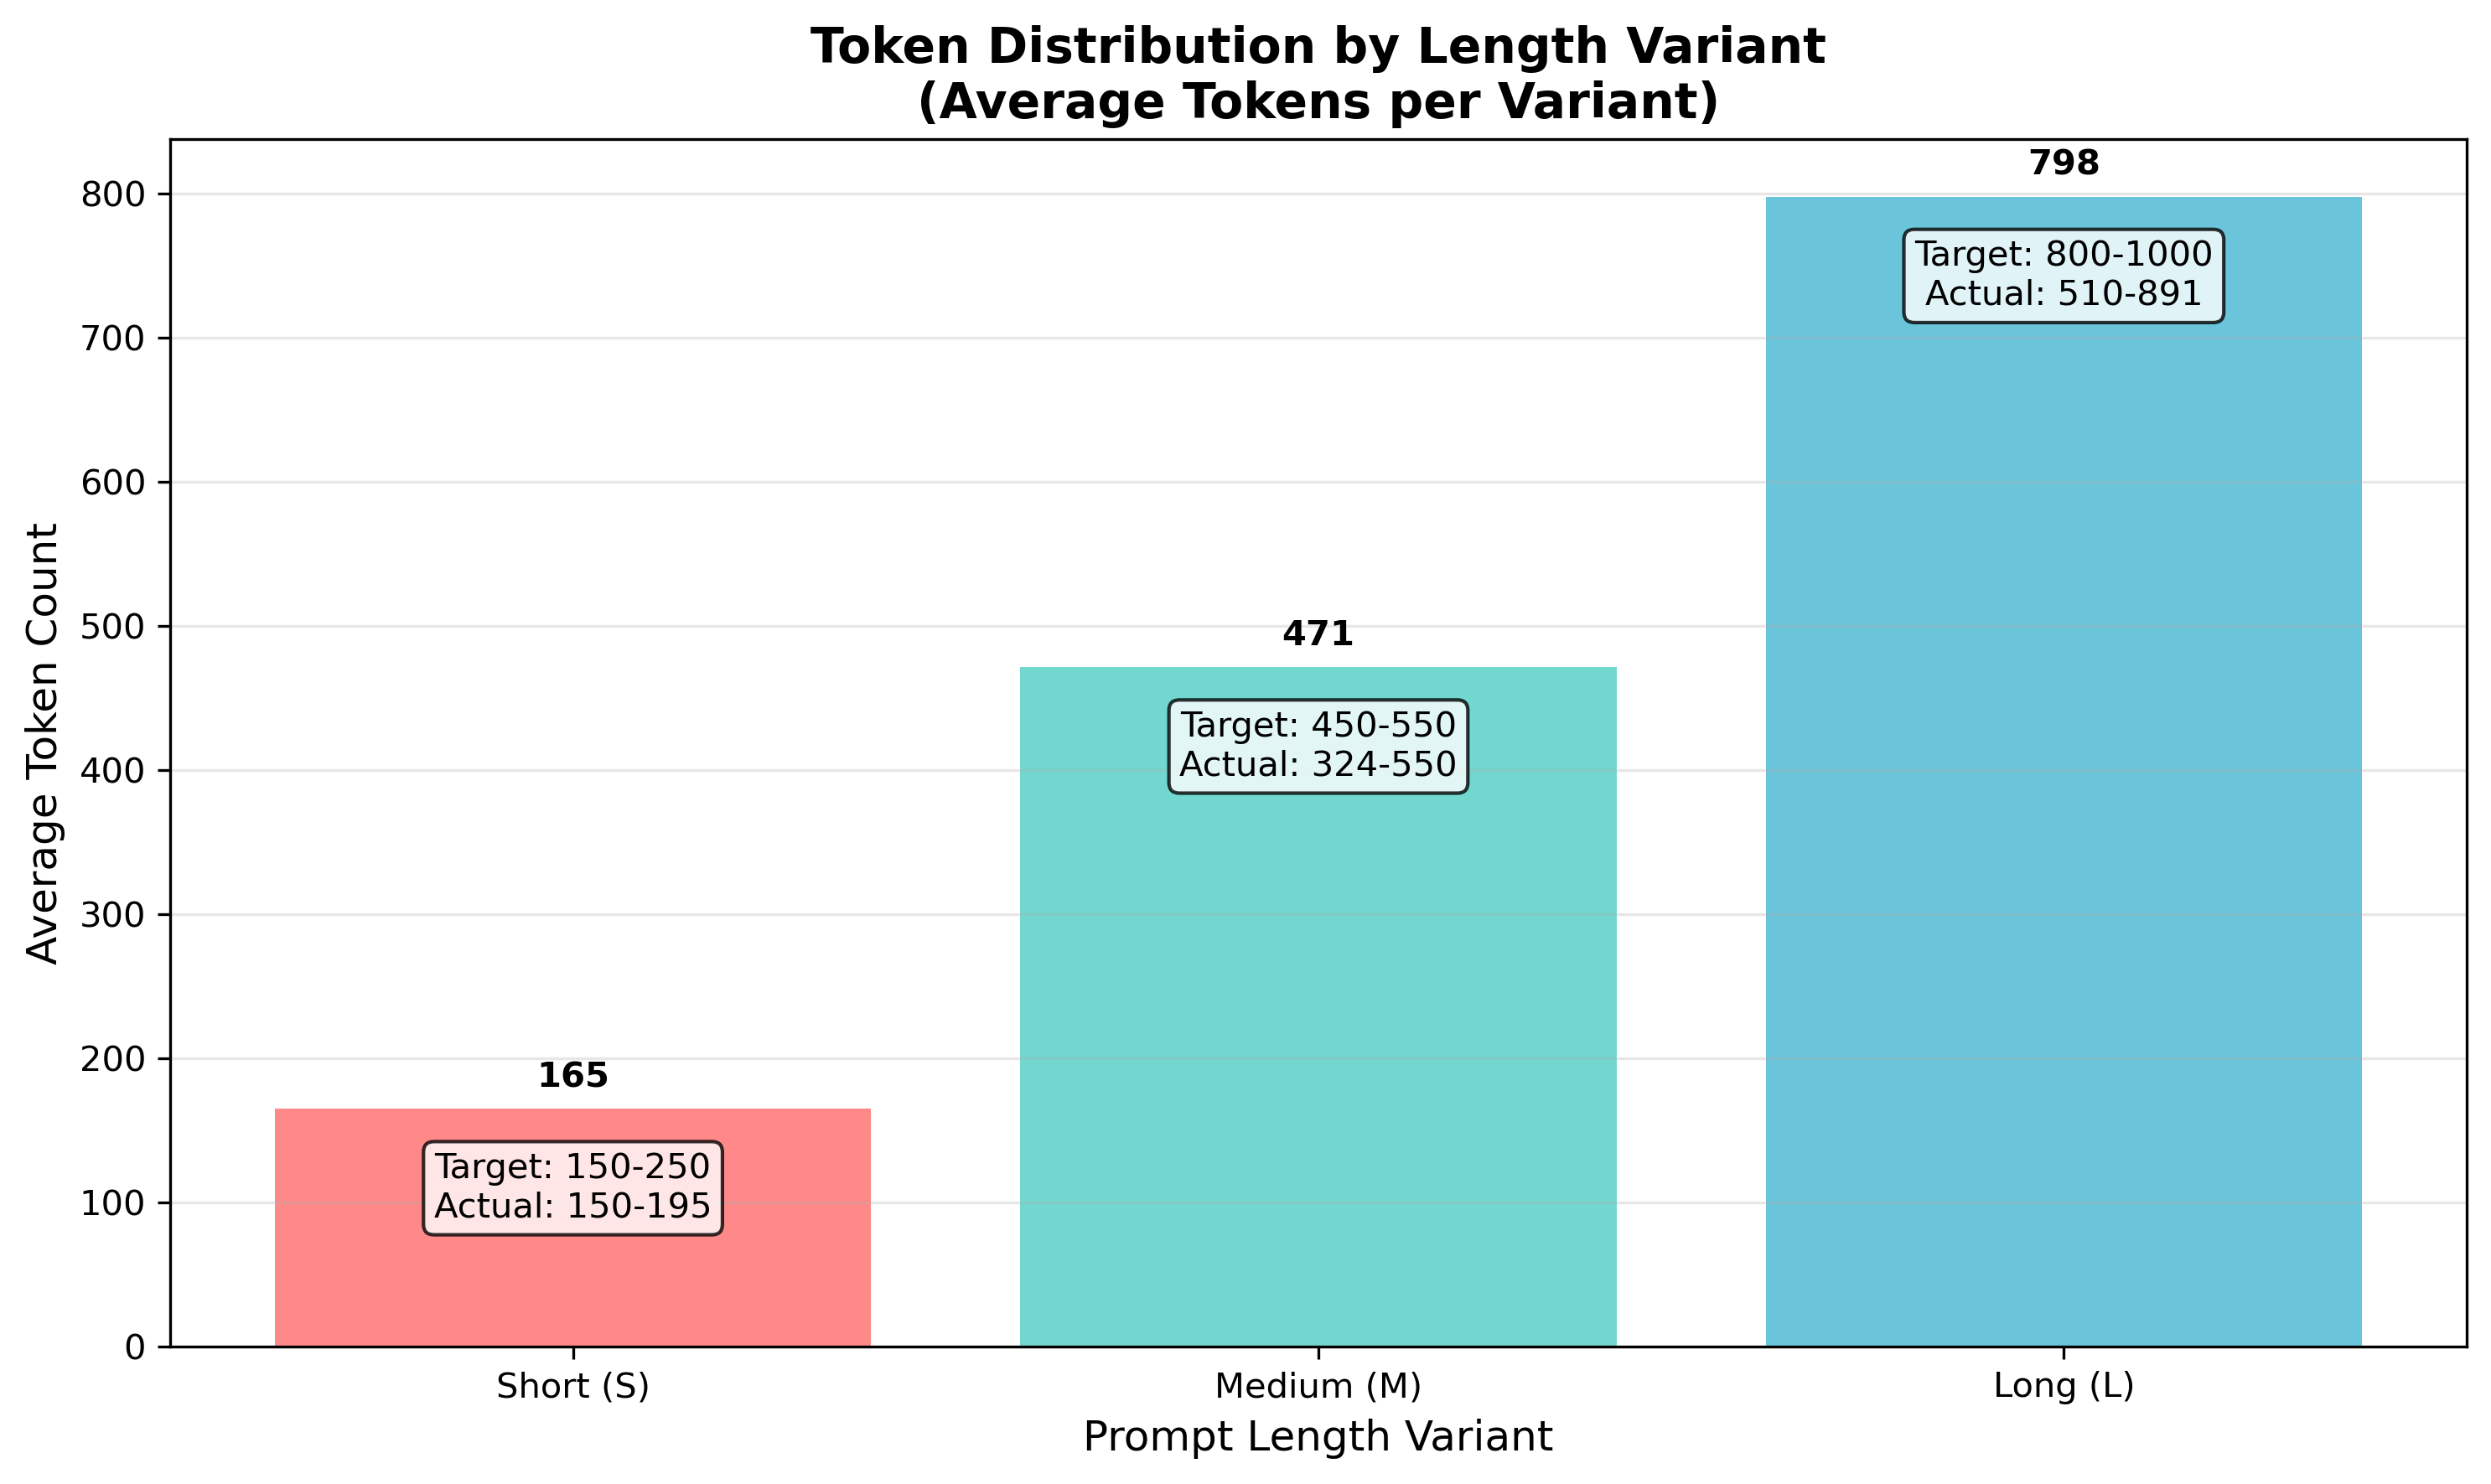 Token Distribution by Length Variant
(Average Tokens per Variant)
Average Token Count
800
700
600
500
400
300
200
100
0
165
Target: 150-250
Actual: 150-195
471
Target: 450-550
Actual: 324-550
798
Target: 800-1000
Actual: 510-891
Short (S)
Medium (M)
Long (L)
Prompt Length Variant